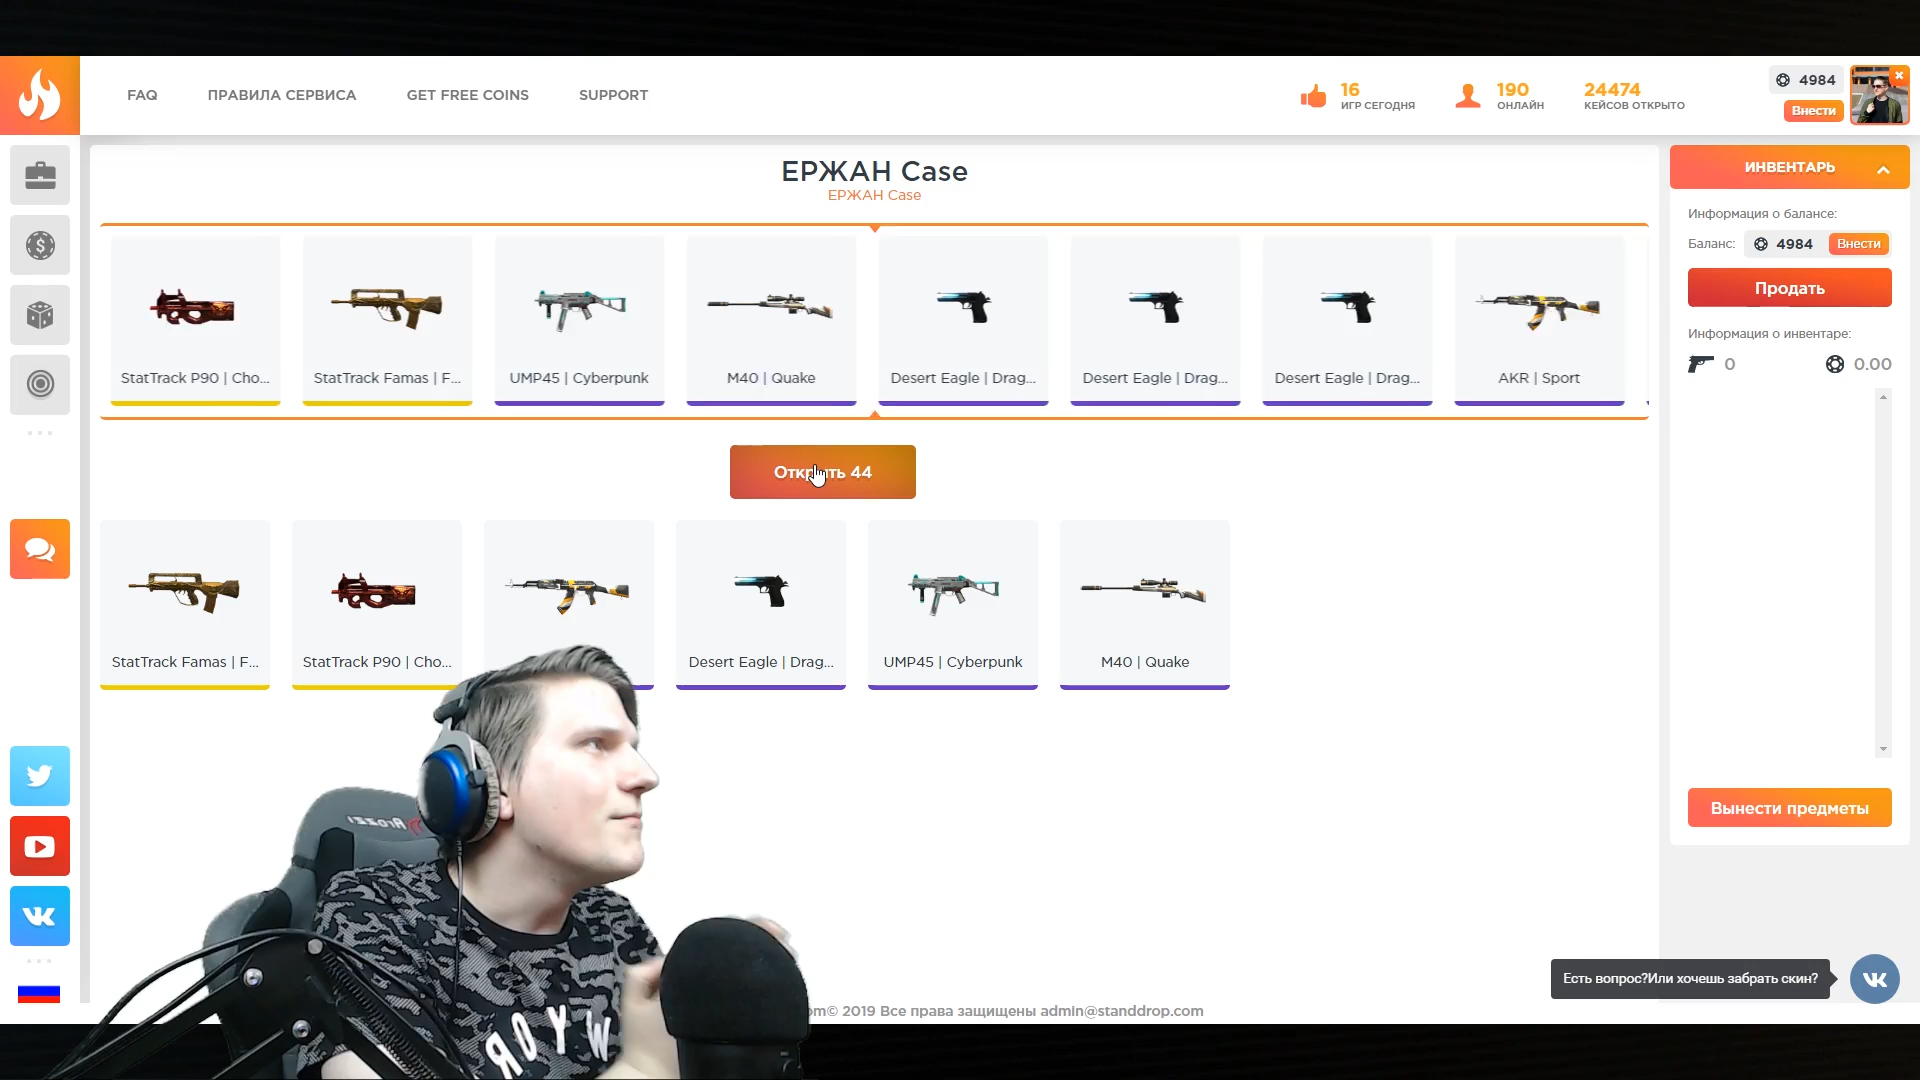 FAQ
ПРАВИЛА СЕРВИСА
GET FREE COINS
SUPPORT
16
ИГР СЕГОДНЯ
190
ОНЛАЙН
24474
КЕЙСОВ ОТКРЫТО
4984
Внести
ЕРЖАН Case
ЕРЖАН Case
StatTrack P90 | Cho...
StatTrack Famas | F...
UMP45 | Cyberpunk
M40 | Quake
Desert Eagle | Drag...
Desert Eagle | Drag...
Desert Eagle | Drag...
AKR | Sport
Открыть 44
StatTrack Famas | F...
StatTrack P90 | Cho...
Desert Eagle | Drag...
UMP45 | Cyberpunk
M40 | Quake
ИНВЕНТАРЬ
Информация о балансе:
Баланс: 4984 Внести
Продать
Информация о инвентаре:
0 0.00
Вынести предметы
Есть вопрос?Или хочешь забрать скин?
© 2019 Все права защищены admin@standdrop.com
AROZZI